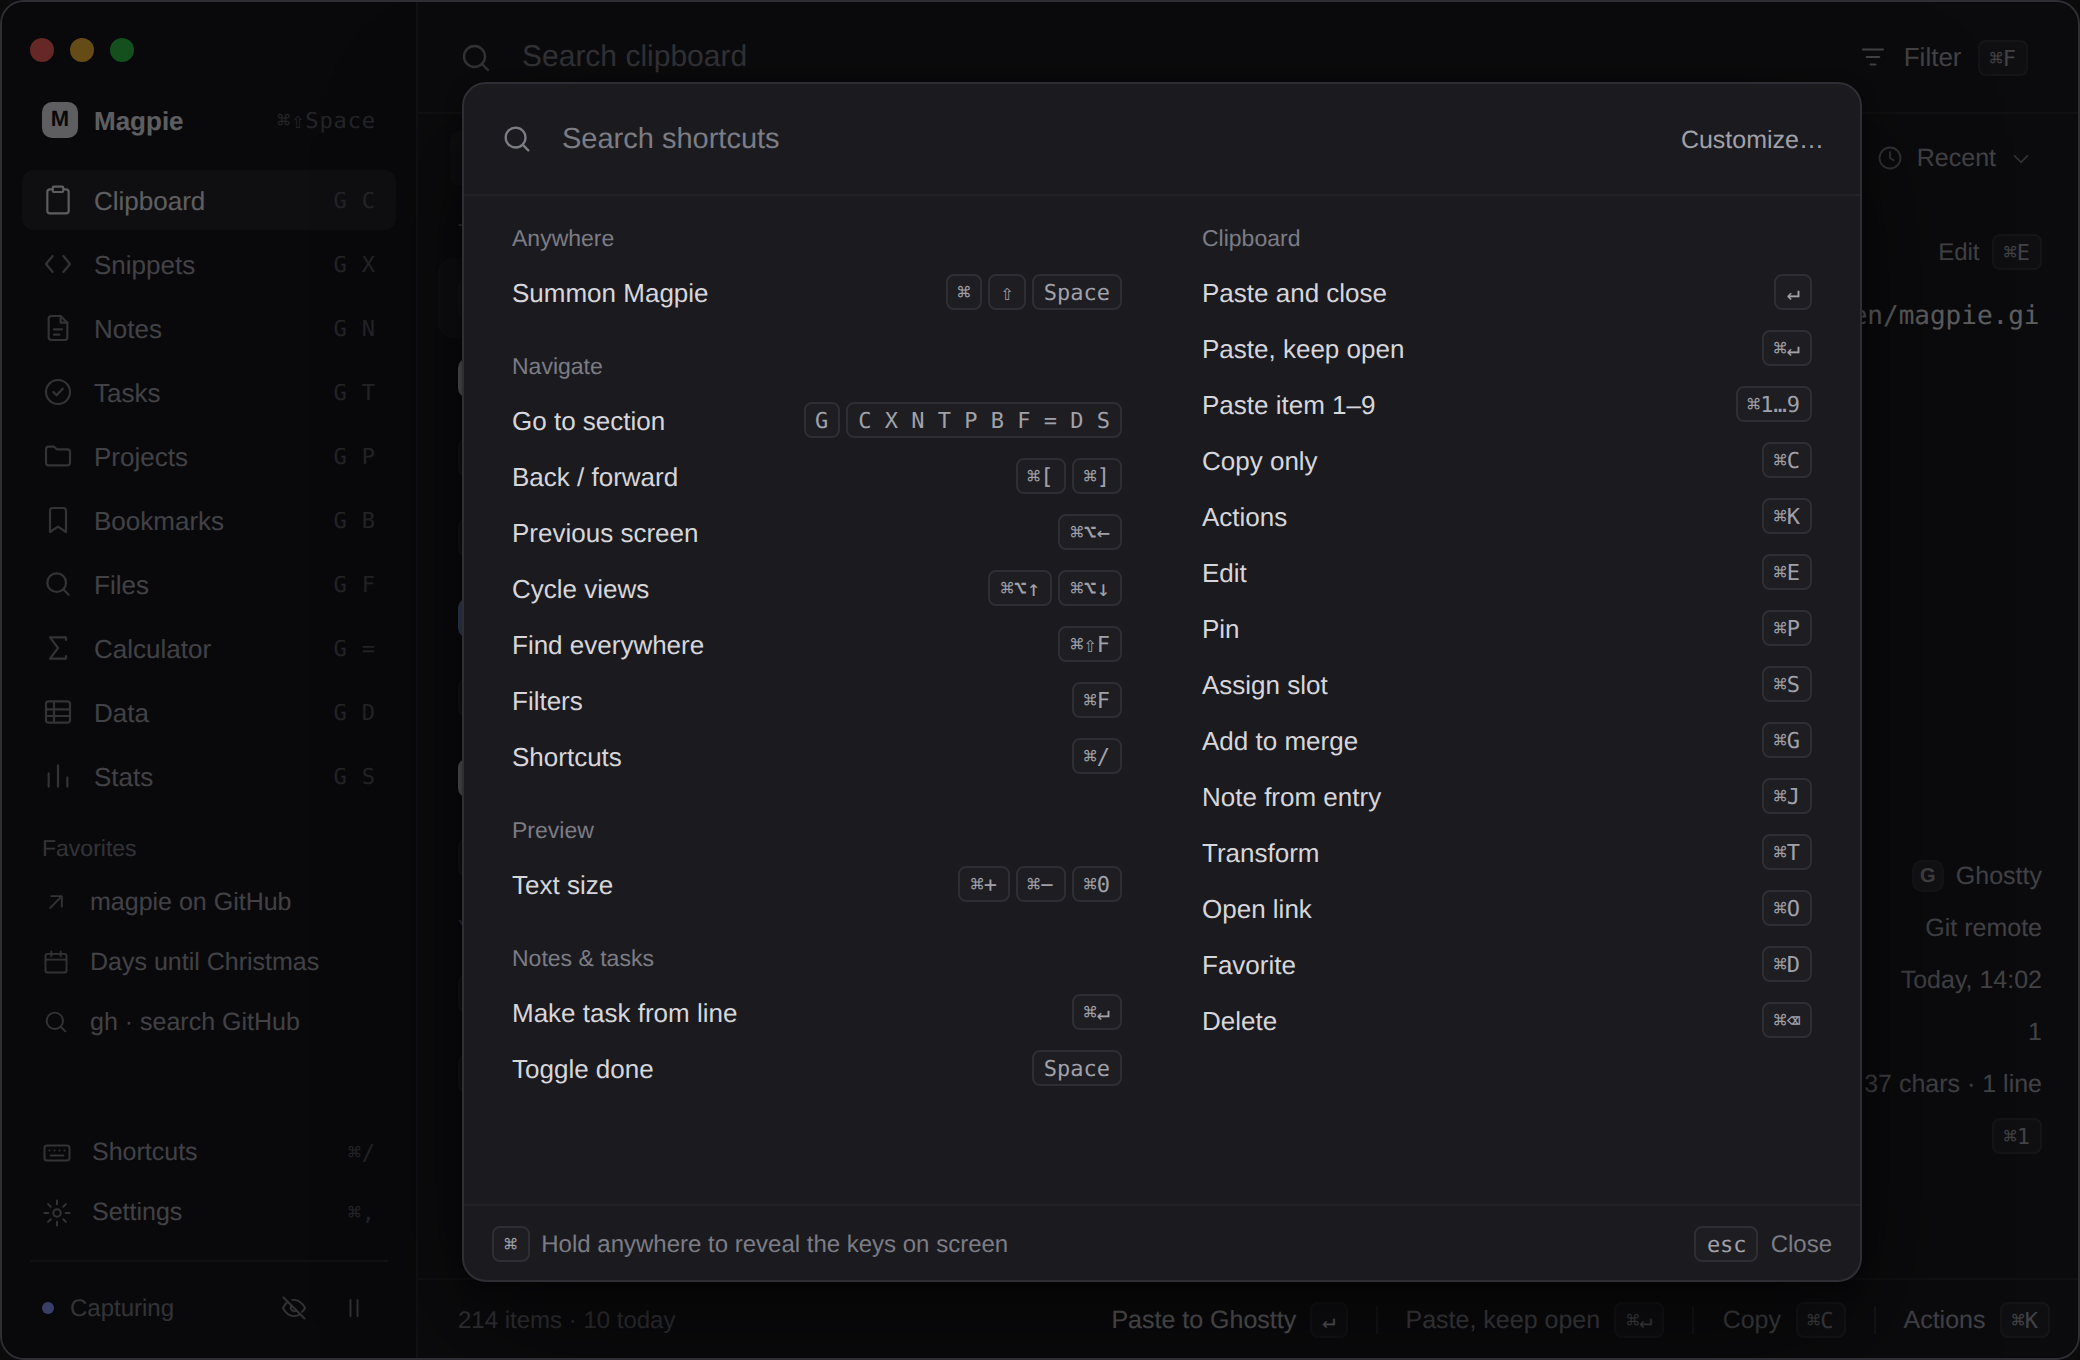 Search clipboard
Filter ⌘F
M Magpie ⌘⇧Space
Clipboard G C
Snippets G X
Notes G N
Tasks G T
Projects G P
Bookmarks G B
Files G F
Calculator G =
Data G D
Stats G S
Favorites
magpie on GitHub
Days until Christmas
gh · search GitHub
Shortcuts ⌘/
Settings ⌘,
Capturing
Search shortcuts
Customize…
Anywhere
Summon Magpie ⌘ ⇧ Space
Navigate
Go to section G C X N T P B F = D S
Back / forward ⌘[ ⌘]
Previous screen ⌘⌥←
Cycle views ⌘⌥↑ ⌘⌥↓
Find everywhere ⌘⇧F
Filters ⌘F
Shortcuts ⌘/
Preview
Text size ⌘+ ⌘− ⌘0
Notes & tasks
Make task from line ⌘↵
Toggle done Space
Clipboard
Paste and close ↵
Paste, keep open ⌘↵
Paste item 1–9 ⌘1…9
Copy only ⌘C
Actions ⌘K
Edit ⌘E
Pin ⌘P
Assign slot ⌘S
Add to merge ⌘G
Note from entry ⌘J
Transform ⌘T
Open link ⌘O
Favorite ⌘D
Delete ⌘⌫
⌘ Hold anywhere to reveal the keys on screen
esc Close
Recent
Edit ⌘E
en/magpie.gi
G Ghostty
Git remote
Today, 14:02
1
37 chars · 1 line
⌘1
214 items · 10 today
Paste to Ghostty ↵
Paste, keep open ⌘↵
Copy ⌘C
Actions ⌘K